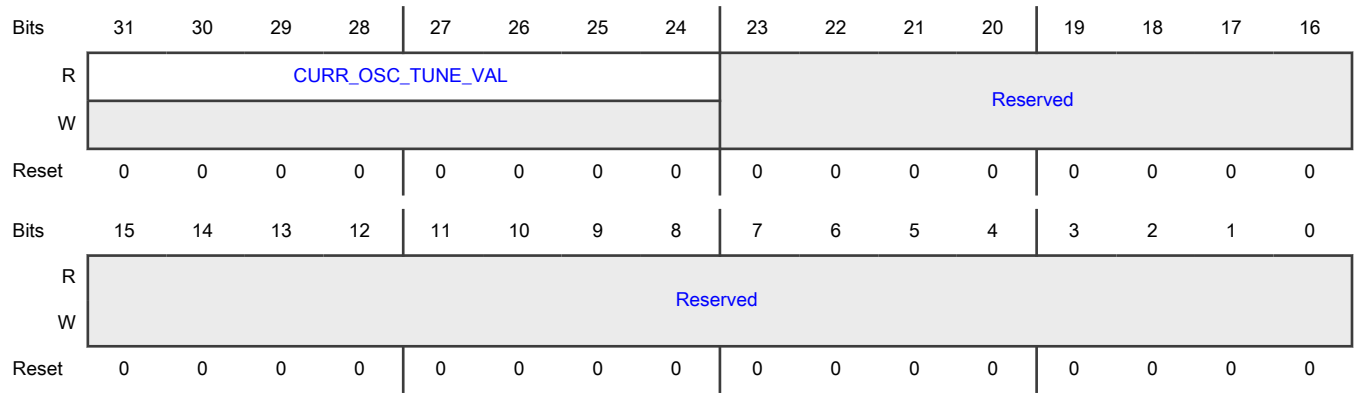 Bits 31 30 29 28 27 26 25 24 23 22 21 20 19 18 17 16
R CURR_OSC_TUNE_VAL
Reserved
W
Reset 0 0 0 0 0 0 0 0 0 0 0 0 0 0 0 0
Bits 15 14 13 12 11 10 9 8 7 6 5 4 3 2 1 0
R
Reserved
W
Reset 0 0 0 0 0 0 0 0 0 0 0 0 0 0 0 0